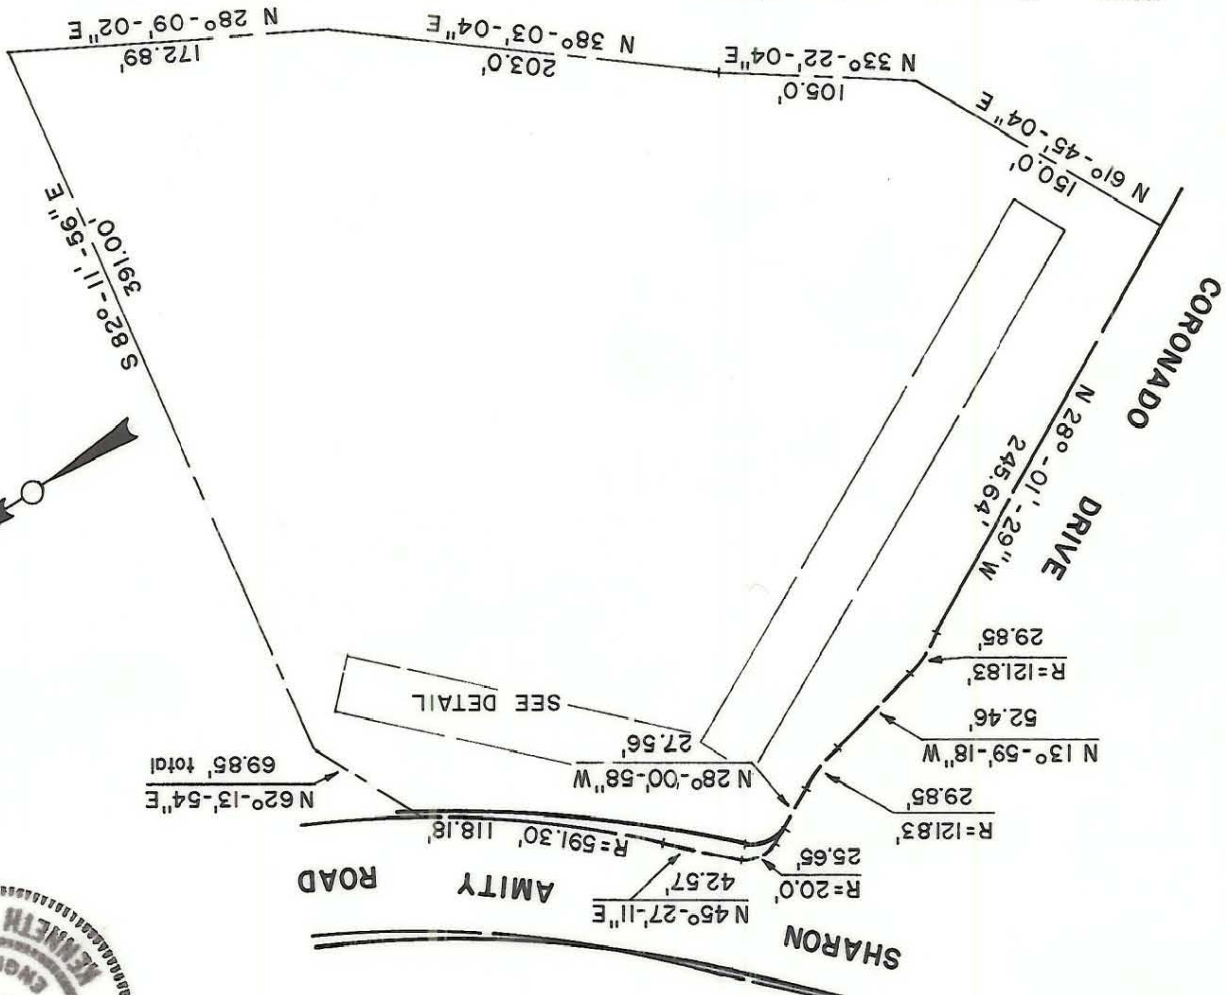 SHARON
AMITY
ROAD
KENNETH
N 45°-27'-11" E
42.57'
R=20.0'
25.65'
R=591.30' 118.18'
R=121.83'
29.85'
N 62°-13'-54" E
69.85' total
N 28°-00'-58" W
27.56'
N 13°-59'-18" W
52.46'
SEE DETAIL
R=121.83'
29.85'
CORONADO DRIVE
N 28°-01'-29" W
245.64'
S 82°-11'-56" E
391.00'
150.0'
N 61°-45'-04" E
105.0'
N 33°-22'-04" E
203.0'
N 38°-03'-04" E
172.89'
N 28°-09'-02" E